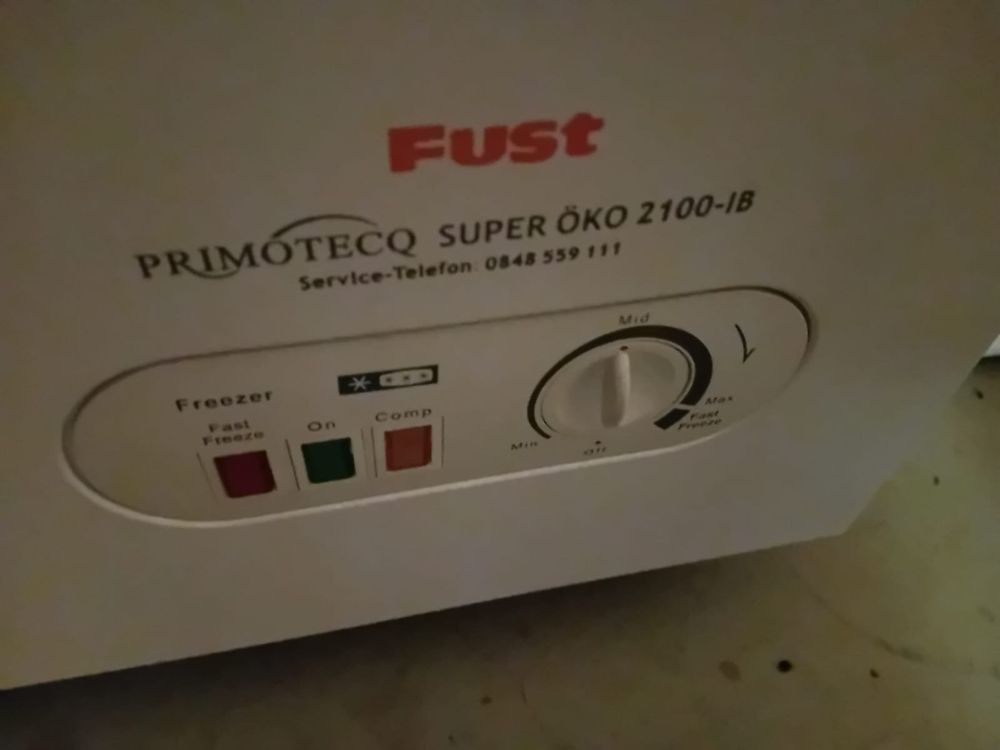 Fust
PRIMOTECQ SUPER ÖKO 2100-IB
Service-Telefon: 0848 559 111
Mid
Freezer
Fast Freeze
On
Comp
Max
Fast Freeze
Min
Off